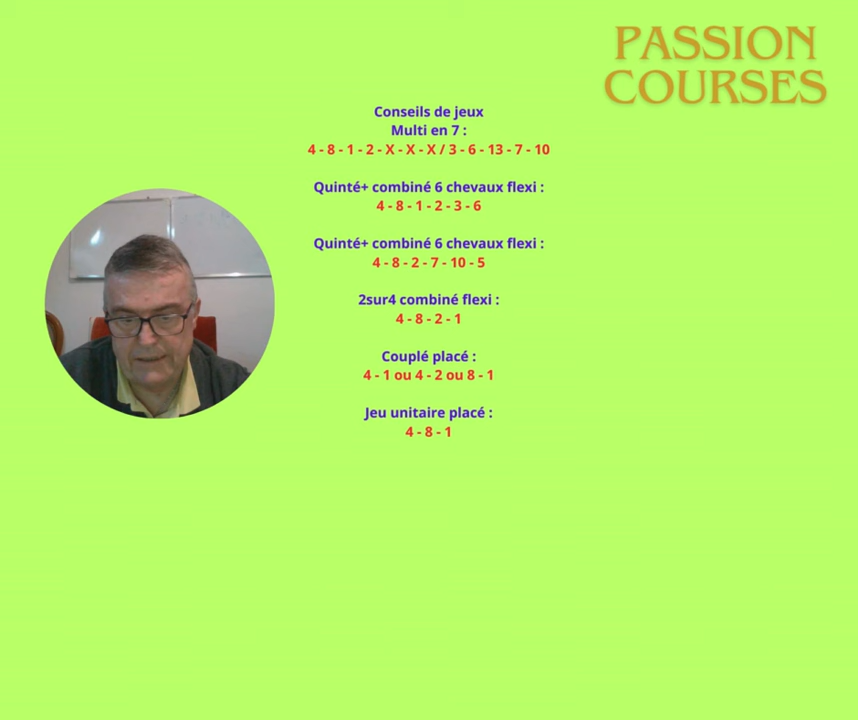 PASSION
COURSES
Conseils de jeux
Multi en 7 :
4 - 8 - 1 - 2 - X - X - X / 3 - 6 - 13 - 7 - 10
Quinté+ combiné 6 chevaux flexi :
4 - 8 - 1 - 2 - 3 - 6
Quinté+ combiné 6 chevaux flexi :
4 - 8 - 2 - 7 - 10 - 5
2sur4 combiné flexi :
4 - 8 - 2 - 1
Couplé placé :
4 - 1 ou 4 - 2 ou 8 - 1
Jeu unitaire placé :
4 - 8 - 1